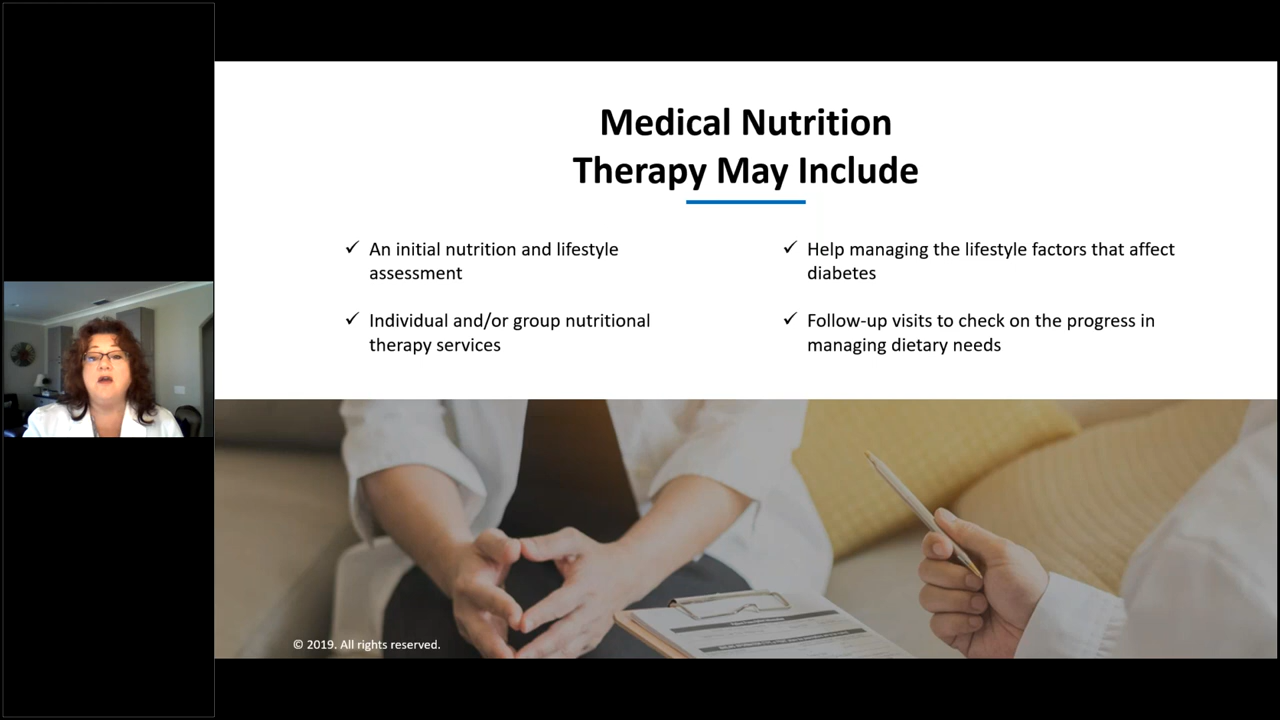 Medical Nutrition
Therapy May Include
✓ An initial nutrition and lifestyle
assessment
✓ Individual and/or group nutritional
therapy services
✓ Help managing the lifestyle factors that affect
diabetes
✓ Follow-up visits to check on the progress in
managing dietary needs
© 2019. All rights reserved.